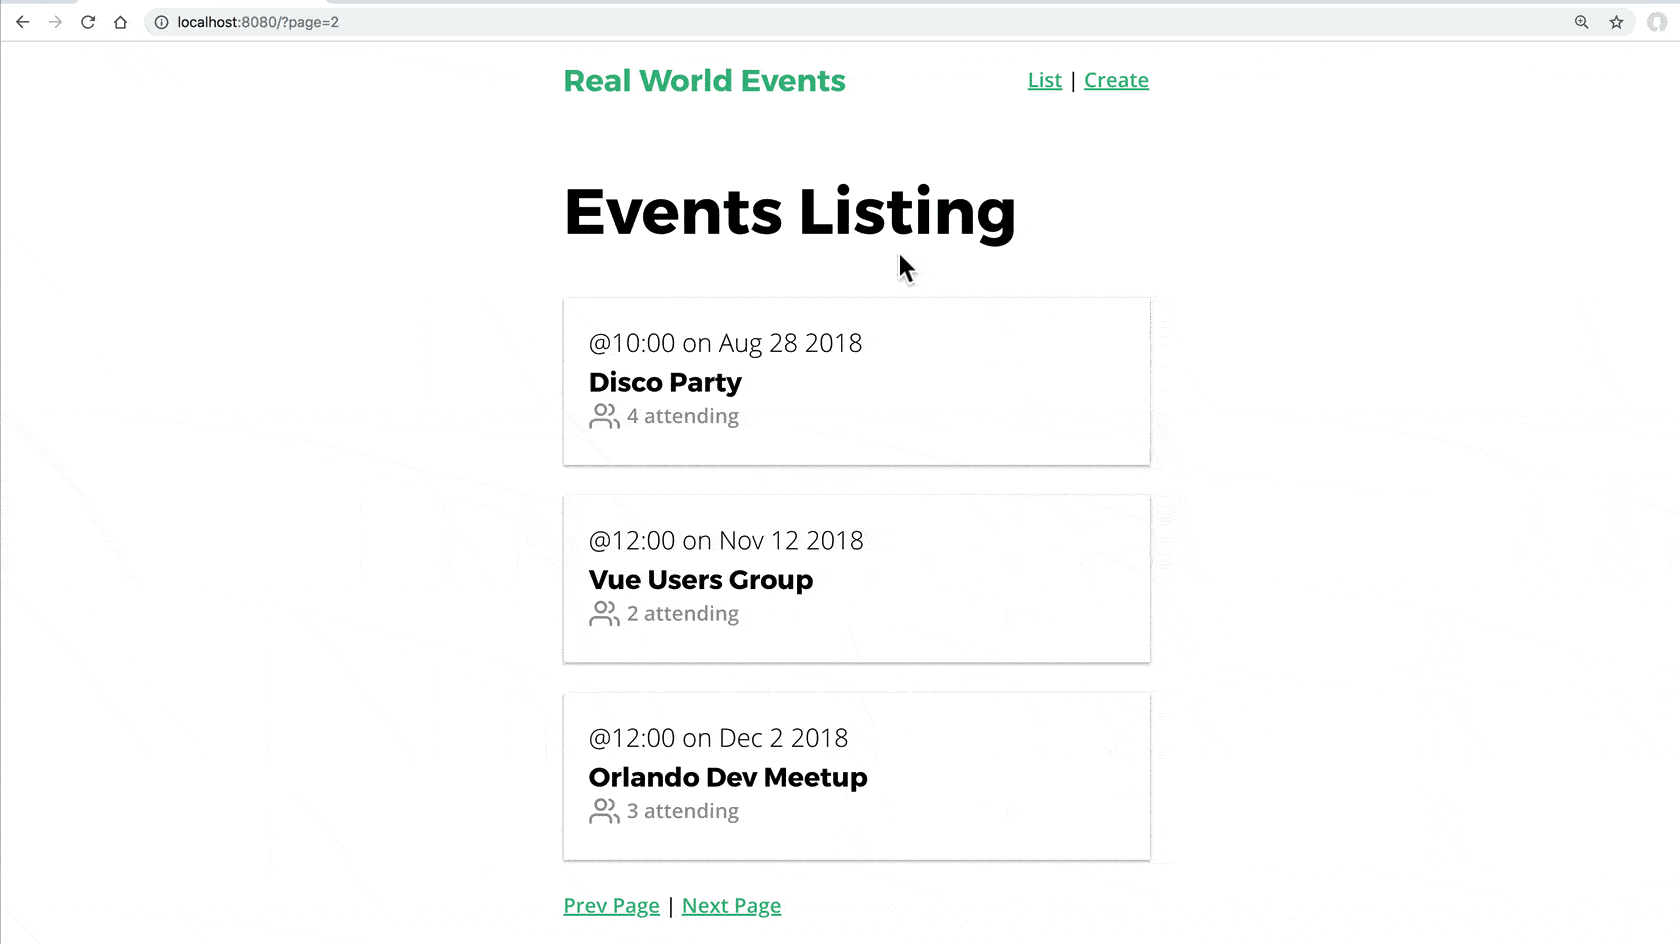 localhost:8080/?page=2
Real World Events
List | Create
Events Listing
@10:00 on Aug 28 2018
Disco Party
4 attending
@12:00 on Nov 12 2018
Vue Users Group
2 attending
@12:00 on Dec 2 2018
Orlando Dev Meetup
3 attending
Prev Page | Next Page